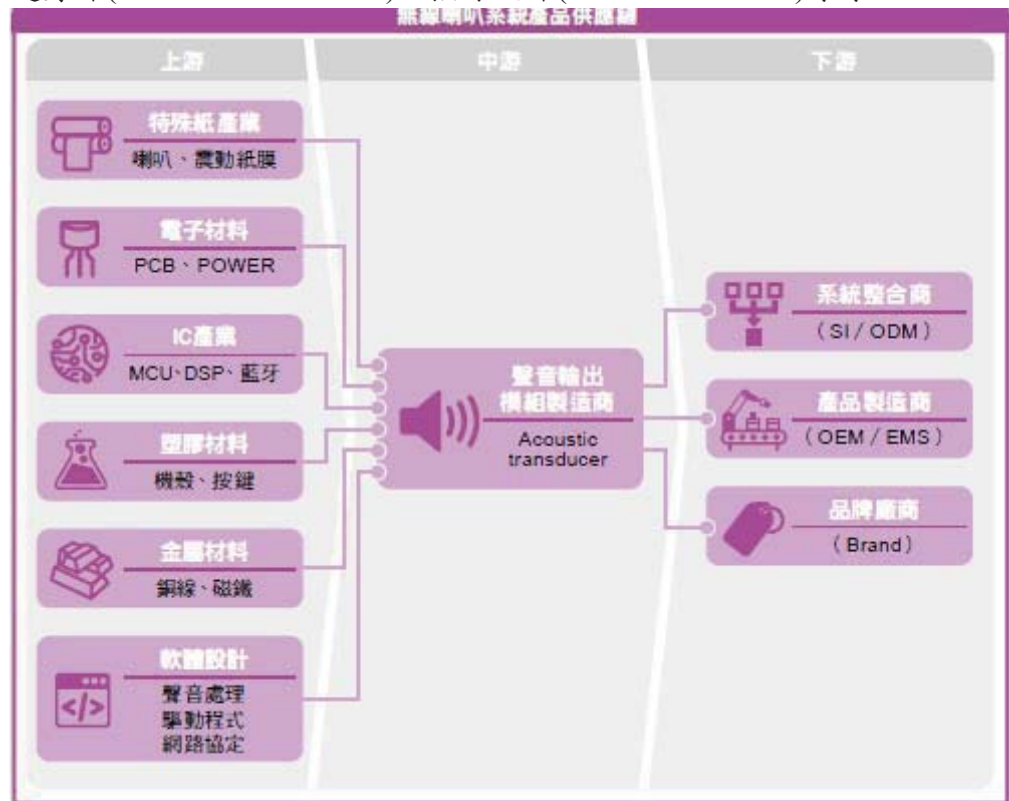 無線喇叭系統產品供應鏈
上游
中游
下游
特殊紙產業
喇叭、震動紙膜
電子材料
PCB、POWER
IC產業
MCU、DSP、藍牙
塑膠材料
機殼、按鍵
金屬材料
銅線、磁鐵
軟體設計
聲音處理
驅動程式
網路協定
聲音輸出
模組製造商
Acoustic
transducer
系統整合商
(SI/ODM)
產品製造商
(OEM/EMS)
品牌廠商
(Brand)